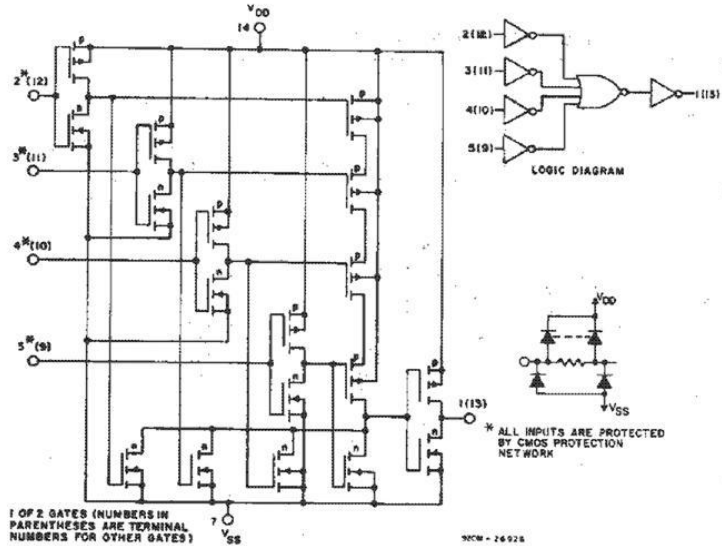 VDD
14
p
2*(12)
n
p
p
3*(11)
n
p
p
4*(10)
n
p
p
5*(9)
n
p
p
1(13)
n
n
n
n
n
7
VSS
1 OF 2 GATES (NUMBERS IN
PARENTHESES ARE TERMINAL
NUMBERS FOR OTHER GATES)
2(12)
3(11)
4(10)
5(9)
1(13)
LOGIC DIAGRAM
VDD
VSS
* ALL INPUTS ARE PROTECTED
BY CMOS PROTECTION
NETWORK